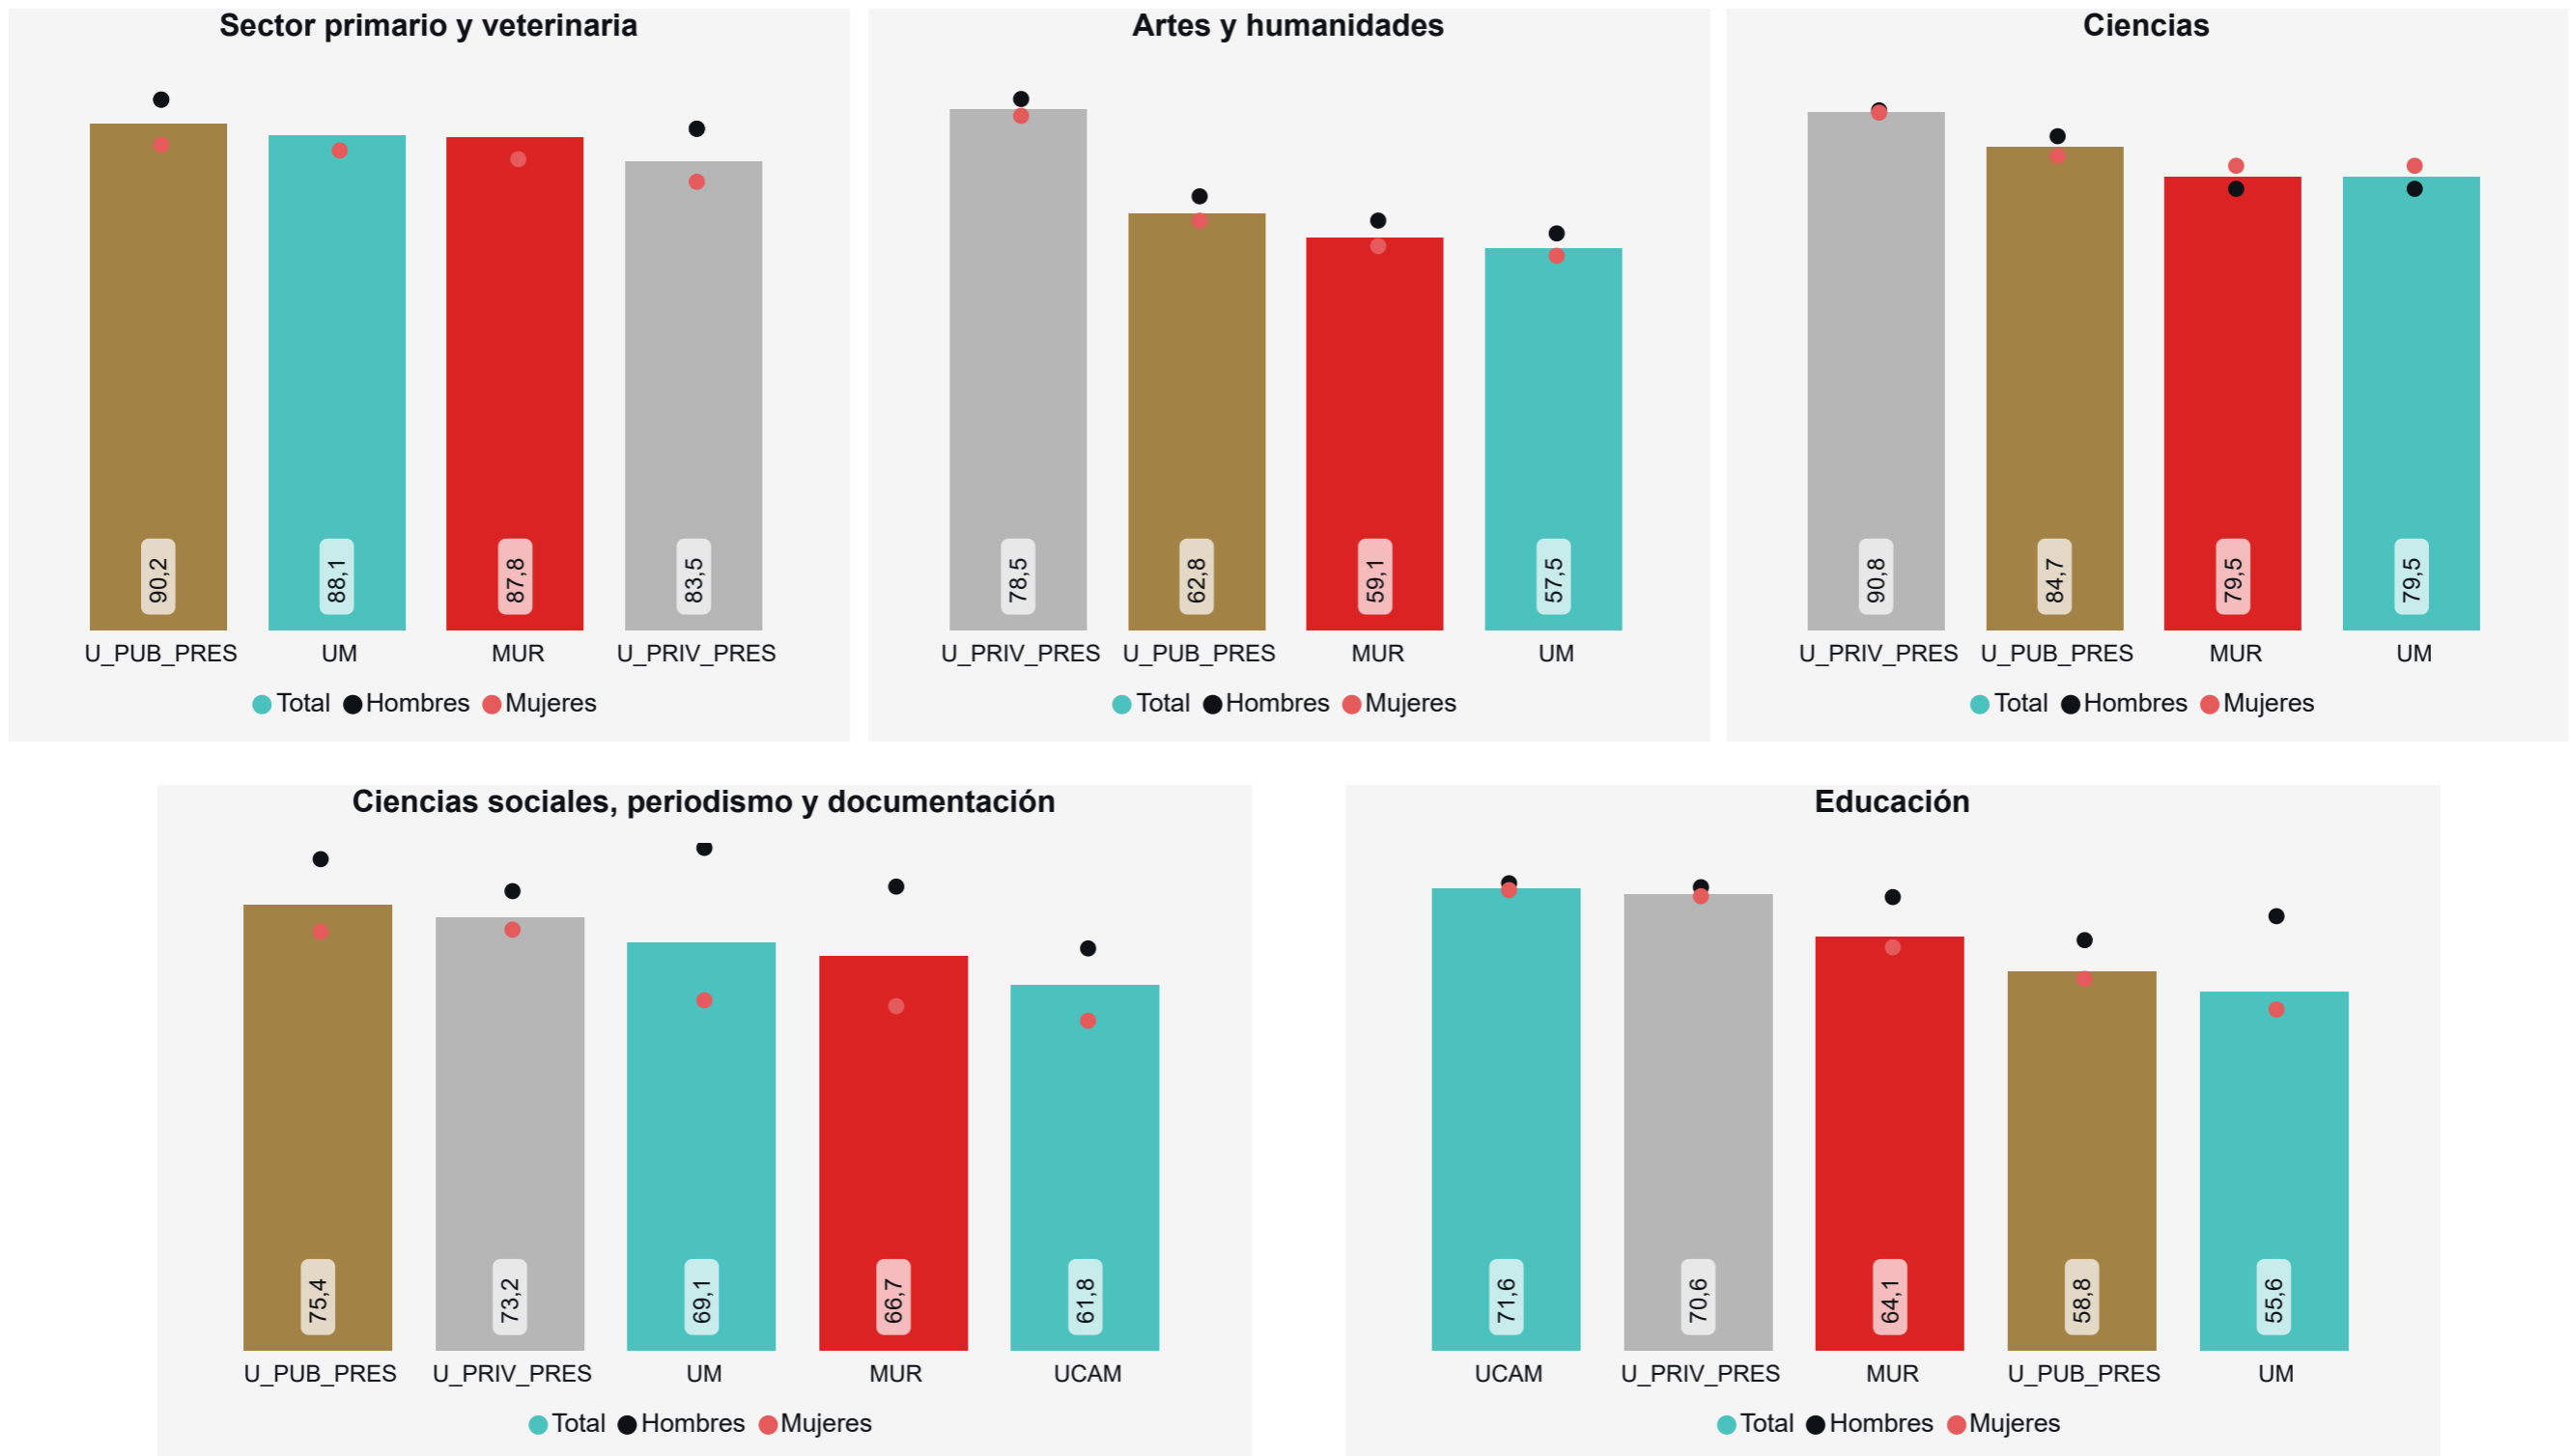 Sector primario y veterinaria
90,2
88,1
87,8
83,5
U_PUB_PRES UM MUR U_PRIV_PRES
Total Hombres Mujeres
Artes y humanidades
78,5
62,8
59,1
57,5
U_PRIV_PRES U_PUB_PRES MUR UM
Total Hombres Mujeres
Ciencias
90,8
84,7
79,5
79,5
U_PRIV_PRES U_PUB_PRES MUR UM
Total Hombres Mujeres
Ciencias sociales, periodismo y documentación
75,4
73,2
69,1
66,7
61,8
U_PUB_PRES U_PRIV_PRES UM MUR UCAM
Total Hombres Mujeres
Educación
71,6
70,6
64,1
58,8
55,6
UCAM U_PRIV_PRES MUR U_PUB_PRES UM
Total Hombres Mujeres